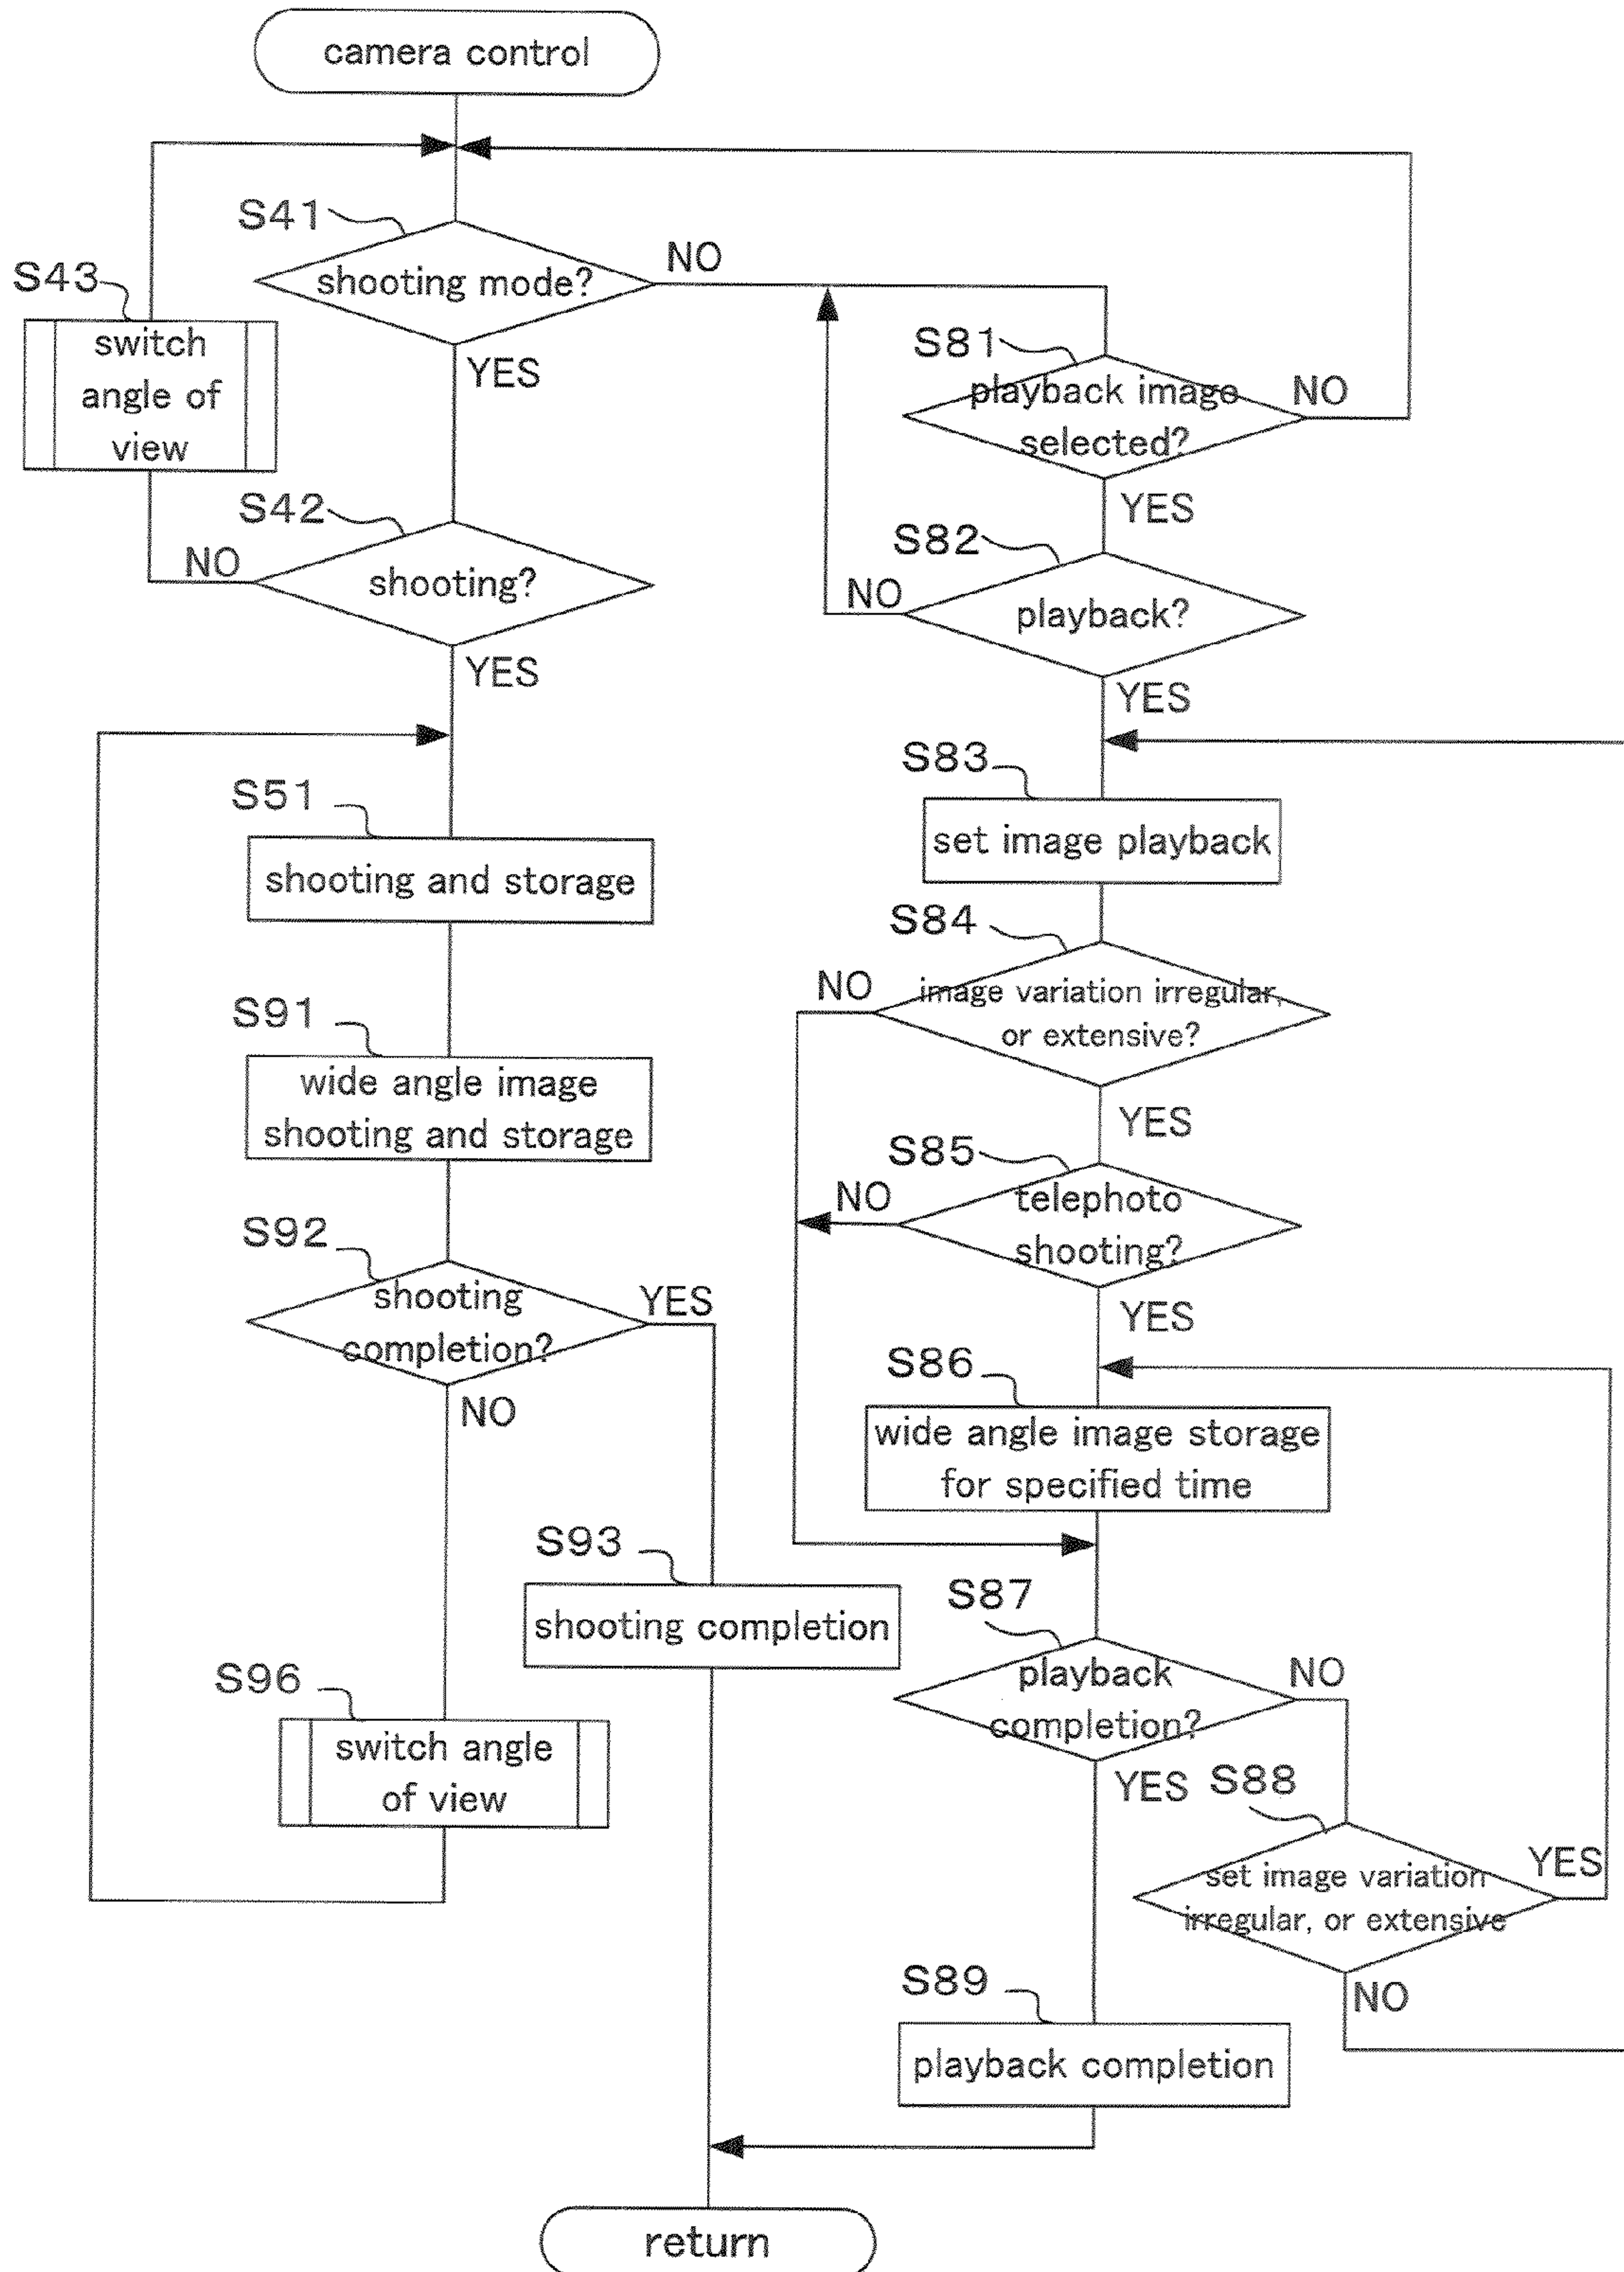 camera control
S41
shooting mode?
NO
YES
S43
switch
angle of
view
S42
shooting?
NO
YES
S51
shooting and storage
S91
wide angle image
shooting and storage
S92
shooting
completion?
YES
NO
S93
shooting completion
S96
switch angle
of view
S81
playback image
selected?
NO
YES
S82
playback?
NO
YES
S83
set image playback
S84
image variation irregular,
or extensive?
NO
YES
S85
telephoto
shooting?
NO
YES
S86
wide angle image storage
for specified time
S87
playback
completion?
NO
YES
S88
set image variation
irregular, or extensive
YES
NO
S89
playback completion
return